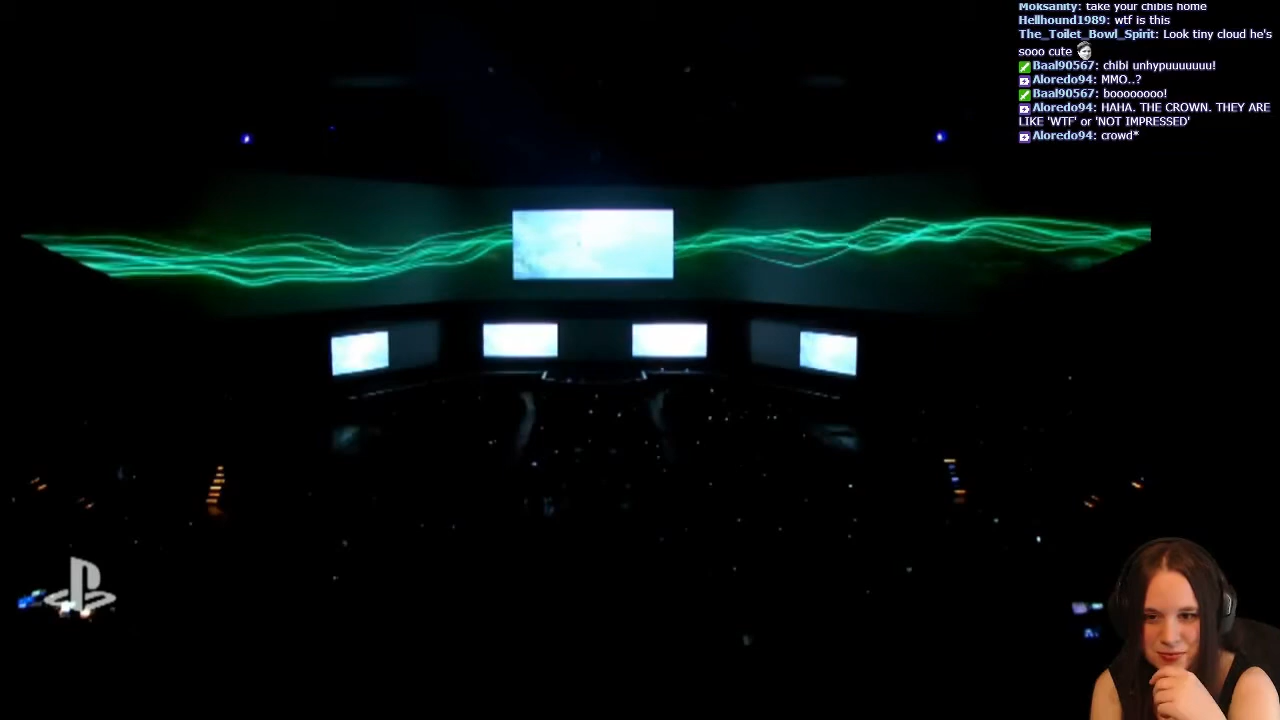 Moksanity: take your chibis home
Hellhound1989: wtf is this
The_Toilet_Bowl_Spirit: Look tiny cloud he's
sooo cute
Baal90567: chibi unhypuuuuuuu!
Aloredo94: MMO..?
Baal90567: boooooooo!
Aloredo94: HAHA. THE CROWN. THEY ARE
LIKE 'WTF' or 'NOT IMPRESSED'
Aloredo94: crowd*